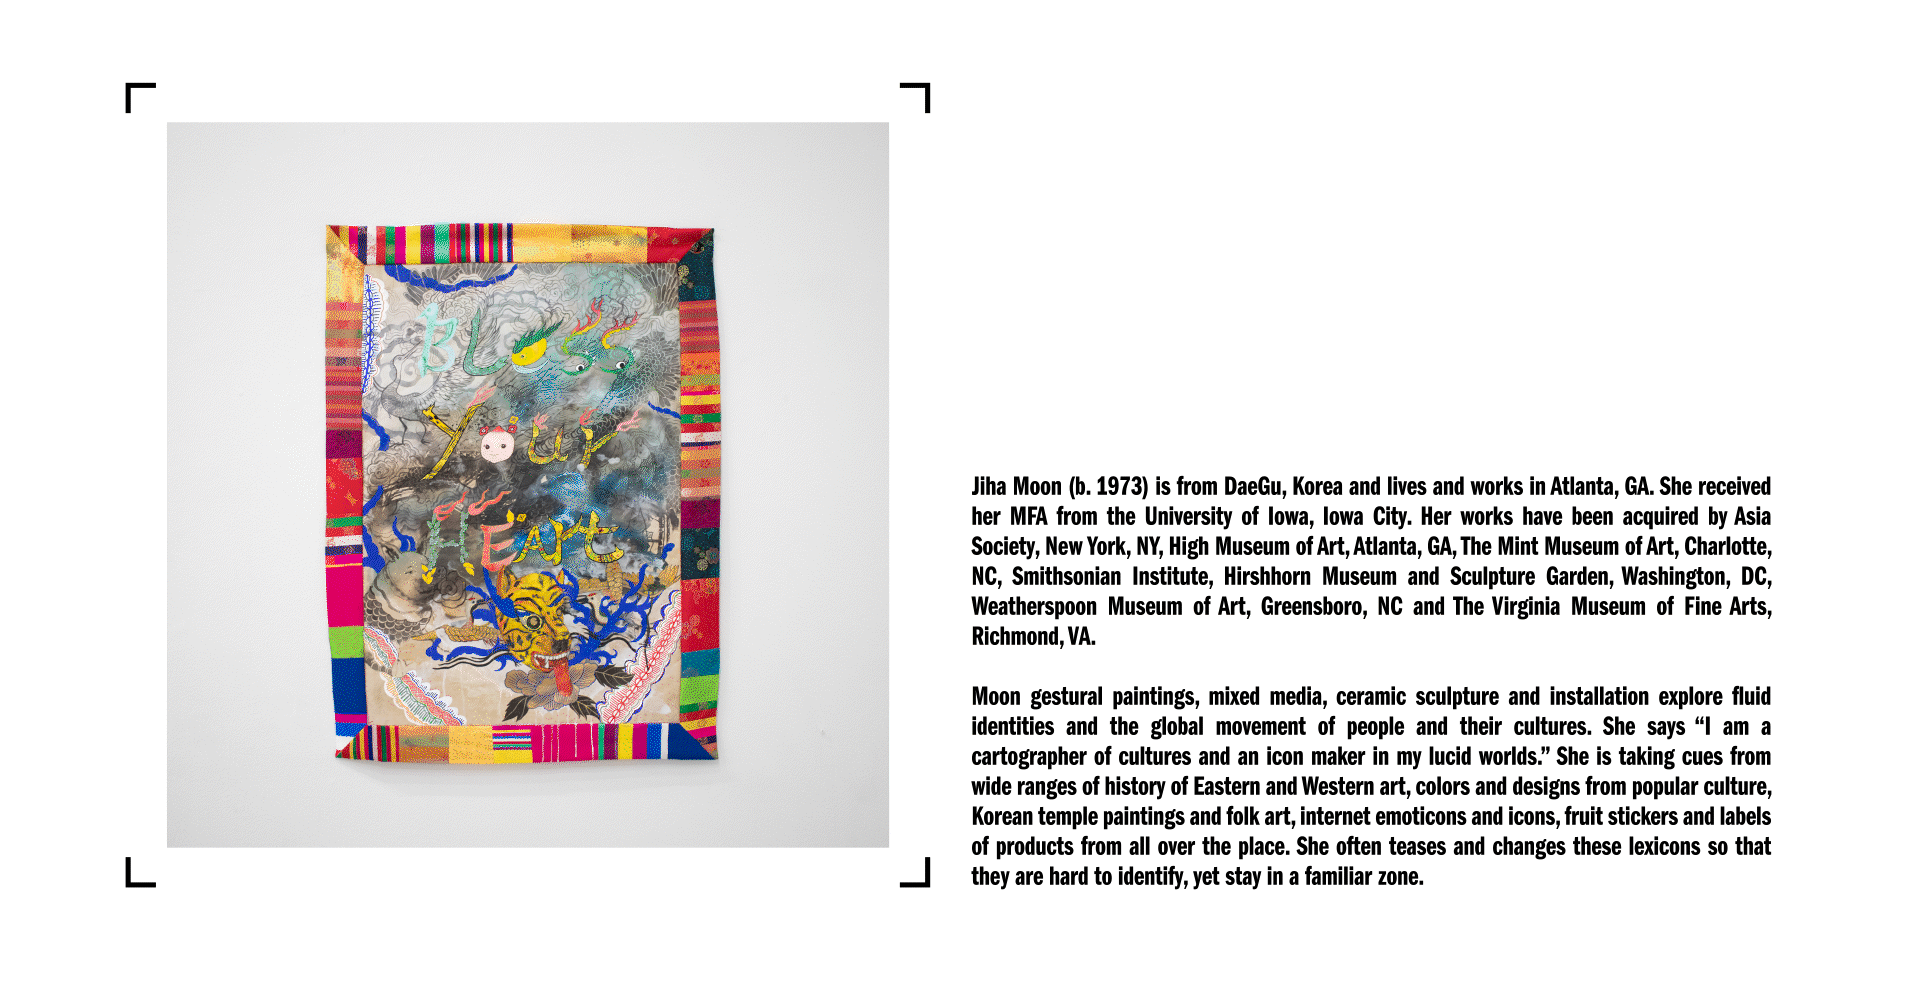 BLess
Your
HEArt
Jiha Moon (b. 1973) is from DaeGu, Korea and lives and works in Atlanta, GA. She received
her MFA from the University of Iowa, Iowa City. Her works have been acquired by Asia
Society, New York, NY, High Museum of Art, Atlanta, GA, The Mint Museum of Art, Charlotte,
NC, Smithsonian Institute, Hirshhorn Museum and Sculpture Garden, Washington, DC,
Weatherspoon Museum of Art, Greensboro, NC and The Virginia Museum of Fine Arts,
Richmond, VA.
Moon gestural paintings, mixed media, ceramic sculpture and installation explore fluid
identities and the global movement of people and their cultures. She says “I am a
cartographer of cultures and an icon maker in my lucid worlds.” She is taking cues from
wide ranges of history of Eastern and Western art, colors and designs from popular culture,
Korean temple paintings and folk art, internet emoticons and icons, fruit stickers and labels
of products from all over the place. She often teases and changes these lexicons so that
they are hard to identify, yet stay in a familiar zone.